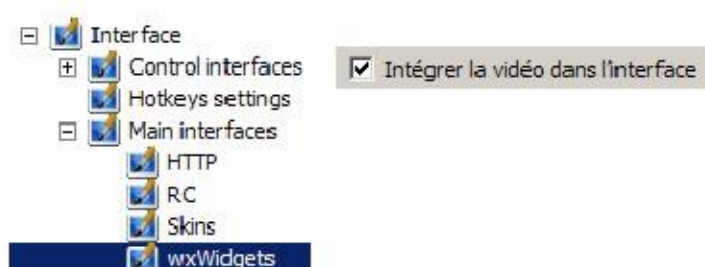 Interface
Control interfaces
Intégrer la vidéo dans l'interface
Hotkeys settings
Main interfaces
HTTP
RC
Skins
wxWidgets